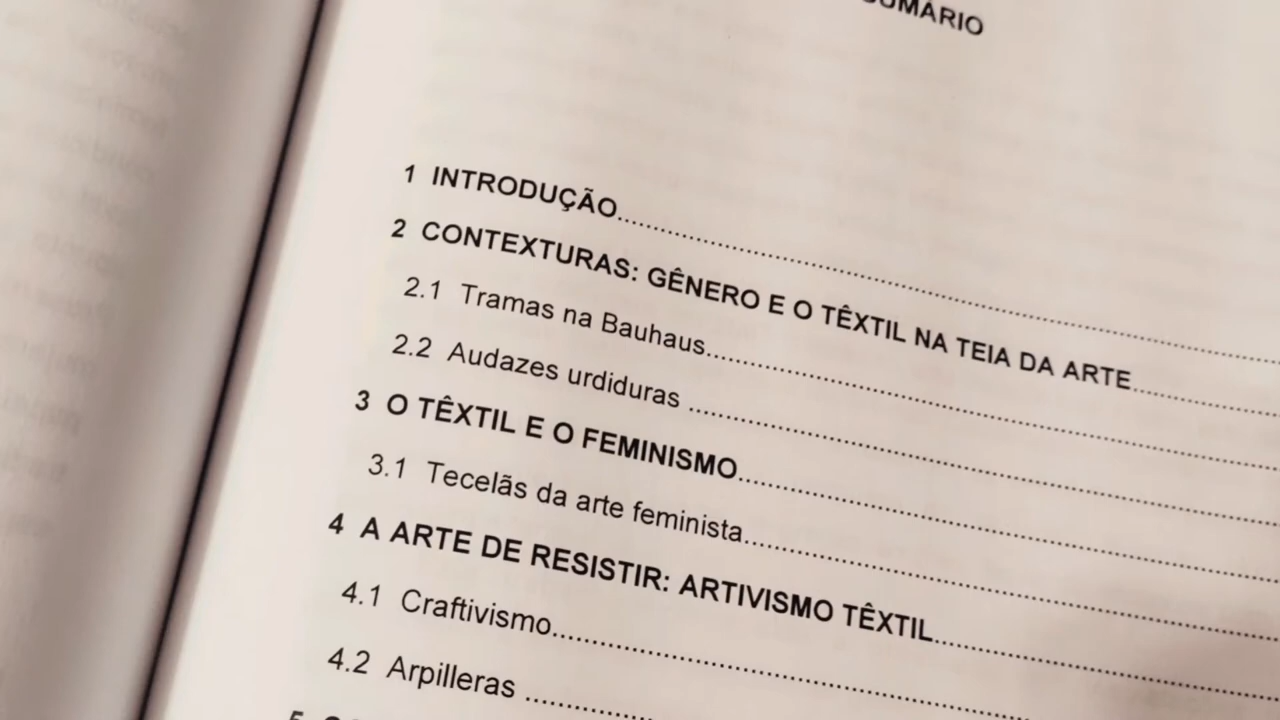 SUMÁRIO
1 INTRODUÇÃO
2 CONTEXTURAS: GÊNERO E O TÊXTIL NA TEIA DA ARTE
2.1 Tramas na Bauhaus
2.2 Audazes urdiduras
3 O TÊXTIL E O FEMINISMO
3.1 Tecelãs da arte feminista
4 A ARTE DE RESISTIR: ARTIVISMO TÊXTIL
4.1 Craftivismo
4.2 Arpilleras
5